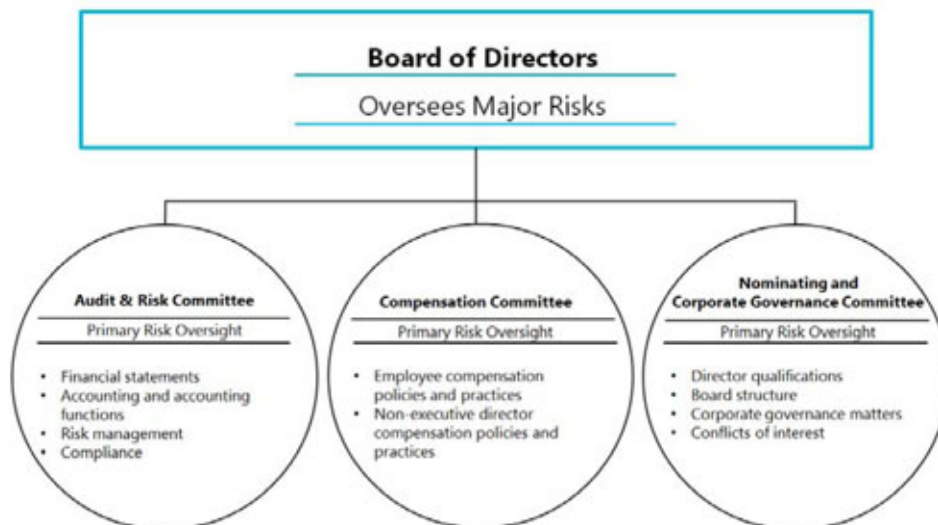 Board of Directors
Oversees Major Risks
Audit & Risk Committee
Primary Risk Oversight
• Financial statements
• Accounting and accounting
functions
• Risk management
• Compliance
Compensation Committee
Primary Risk Oversight
• Employee compensation
policies and practices
• Non-executive director
compensation policies and
practices
Nominating and
Corporate Governance Committee
Primary Risk Oversight
• Director qualifications
• Board structure
• Corporate governance matters
• Conflicts of interest